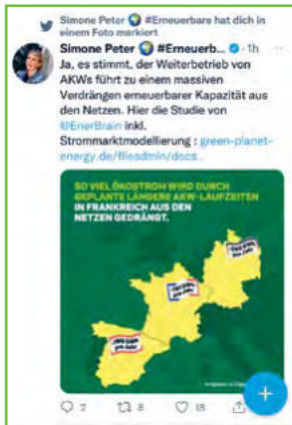 Simone Peter 🌍 #Erneuerbare hat dich in
einem Foto markiert
Simone Peter 🌍 #Erneuerb... · 1h
Ja, es stimmt, der Weiterbetrieb von
AKWs führt zu einem massiven
Verdrängen erneuerbarer Kapazität aus
den Netzen. Hier die Studie von
@EnerBrain inkl.
Strommarktmodellierung : green-planet-
energy.de/fileadmin/docs..
SO VIEL ÖKOSTROM WIRD DURCH
GEPLANTE LÄNGERE AKW-LAUFZEITEN
IN FRANKREICH AUS DEN
NETZEN GEDRÄNGT.
pro Jahr
2
8
18